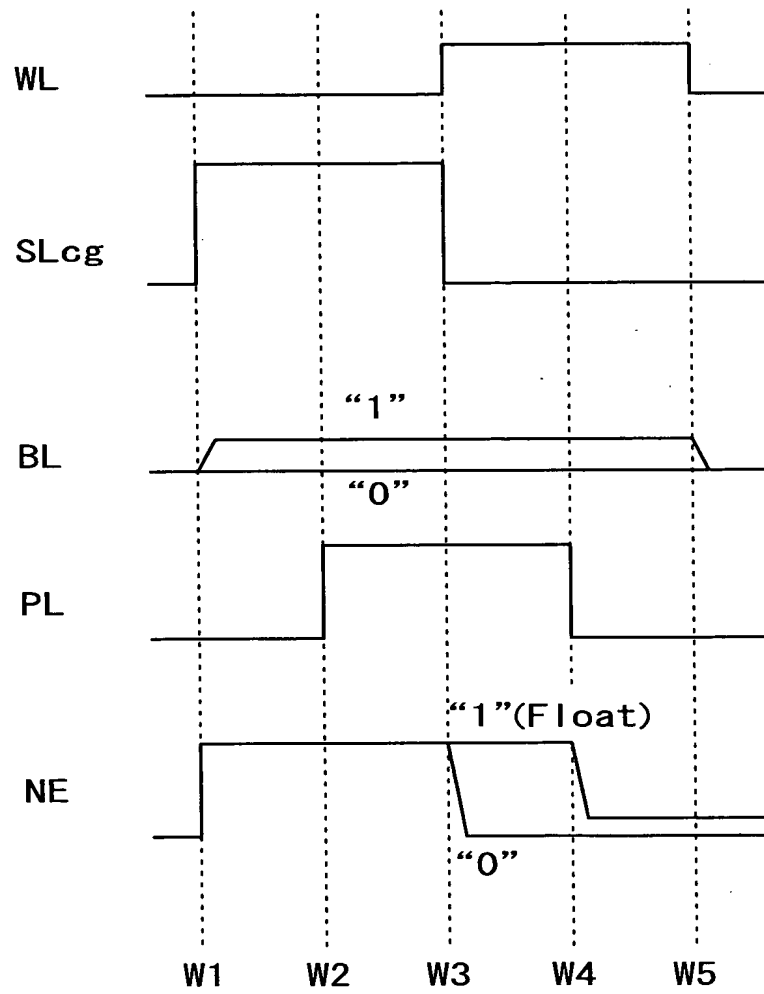 WL
SLcg
“1”
BL
“0”
PL
“1”(Float)
NE
“0”
W1 W2 W3 W4 W5